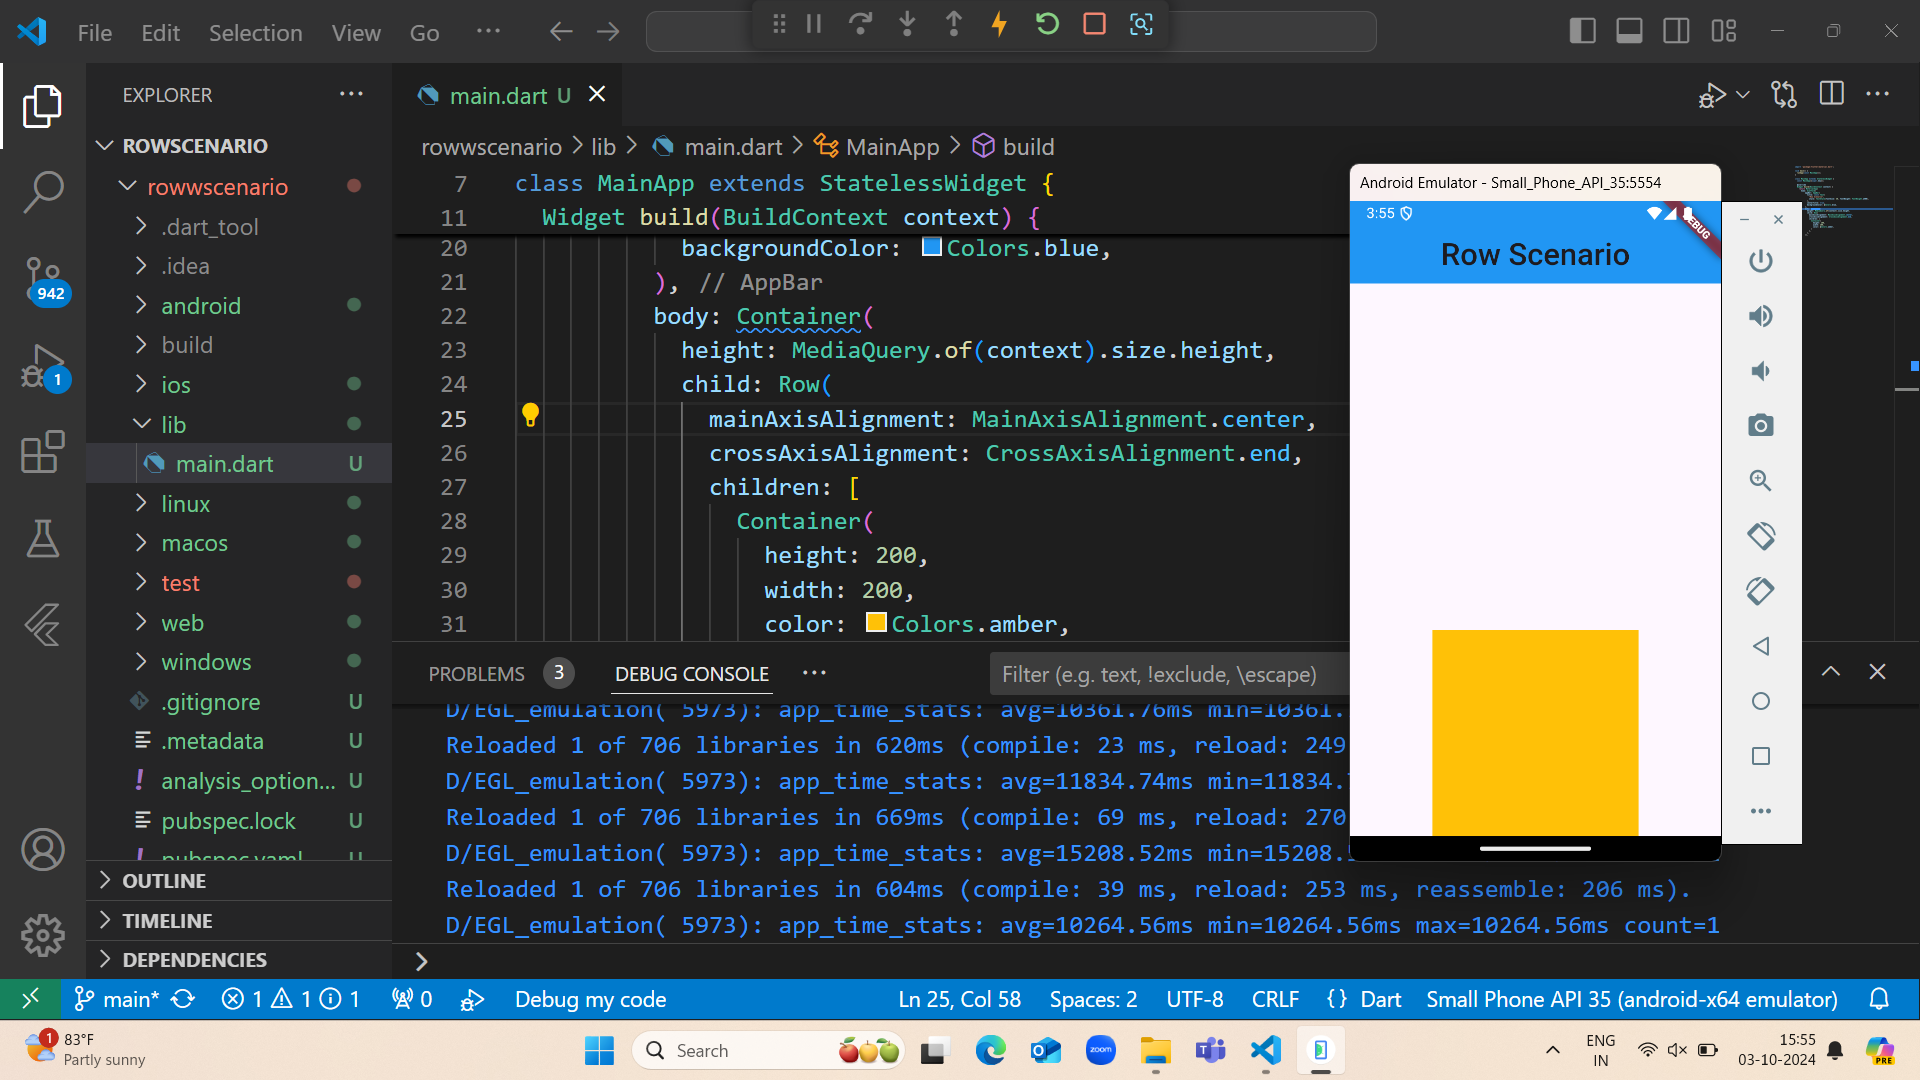 File Edit Selection View Go ···
EXPLORER
ROWSCENARIO
rowwscenario
.dart_tool
.idea
android
build
ios
lib
main.dart U
linux
macos
test
web
windows
.gitignore U
.metadata U
analysis_option... U
pubspec.lock U
pubspec.yaml U
OUTLINE
TIMELINE
DEPENDENCIES
942
1
main.dart U
rowwscenario > lib > main.dart > MainApp > build
7 class MainApp extends StatelessWidget {
11 Widget build(BuildContext context) {
20 backgroundColor: Colors.blue,
21 ), // AppBar
22 body: Container(
23 height: MediaQuery.of(context).size.height,
24 child: Row(
25 mainAxisAlignment: MainAxisAlignment.center,
26 crossAxisAlignment: CrossAxisAlignment.end,
27 children: [
28 Container(
29 height: 200,
30 width: 200,
31 color: Colors.amber,
PROBLEMS 3 DEBUG CONSOLE ··· Filter (e.g. text, !exclude, \escape)
D/EGL_emulation( 5973): app_time_stats: avg=10361.76ms min=10361.
Reloaded 1 of 706 libraries in 620ms (compile: 23 ms, reload: 249
D/EGL_emulation( 5973): app_time_stats: avg=11834.74ms min=11834.
Reloaded 1 of 706 libraries in 669ms (compile: 69 ms, reload: 270
D/EGL_emulation( 5973): app_time_stats: avg=15208.52ms min=15208.
Reloaded 1 of 706 libraries in 604ms (compile: 39 ms, reload: 253 ms, reassemble: 206 ms).
D/EGL_emulation( 5973): app_time_stats: avg=10264.56ms min=10264.56ms max=10264.56ms count=1
Android Emulator - Small_Phone_API_35:5554
3:55
DEBUG
Row Scenario
main* 1 1 1 0 Debug my code Ln 25, Col 58 Spaces: 2 UTF-8 CRLF {} Dart Small Phone API 35 (android-x64 emulator)
1
83°F
Partly sunny
Search
zoom
ENG
IN
15:55
03-10-2024
PRE